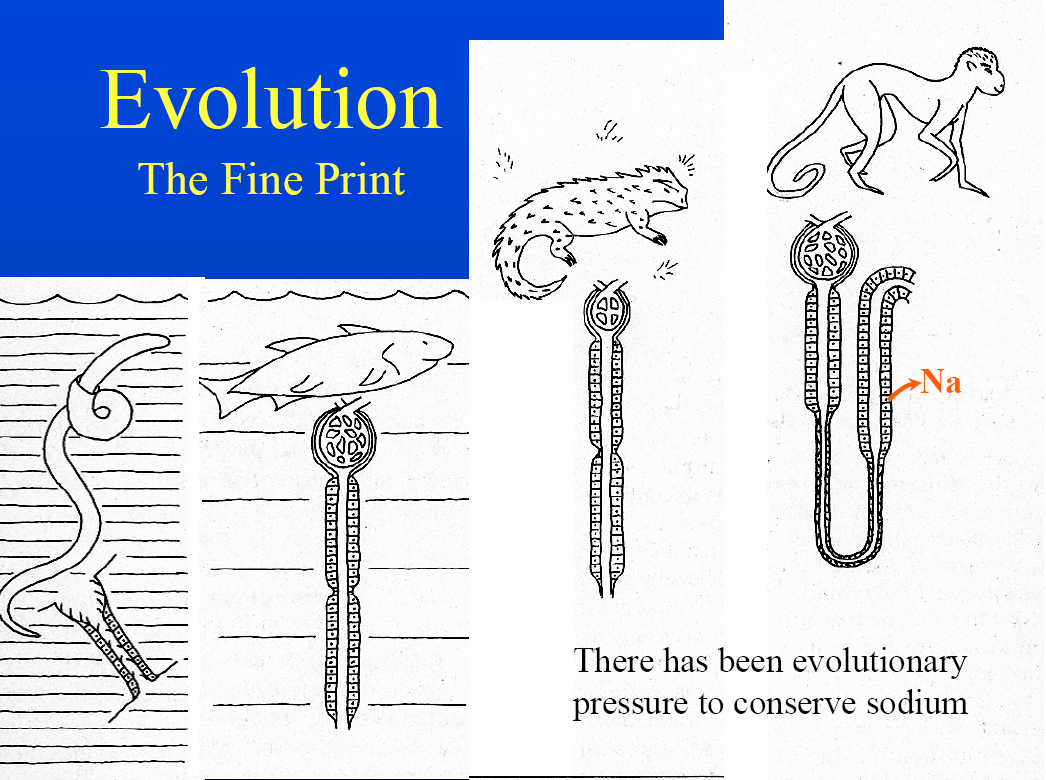 Evolution
The Fine Print
Na
There has been evolutionary
pressure to conserve sodium